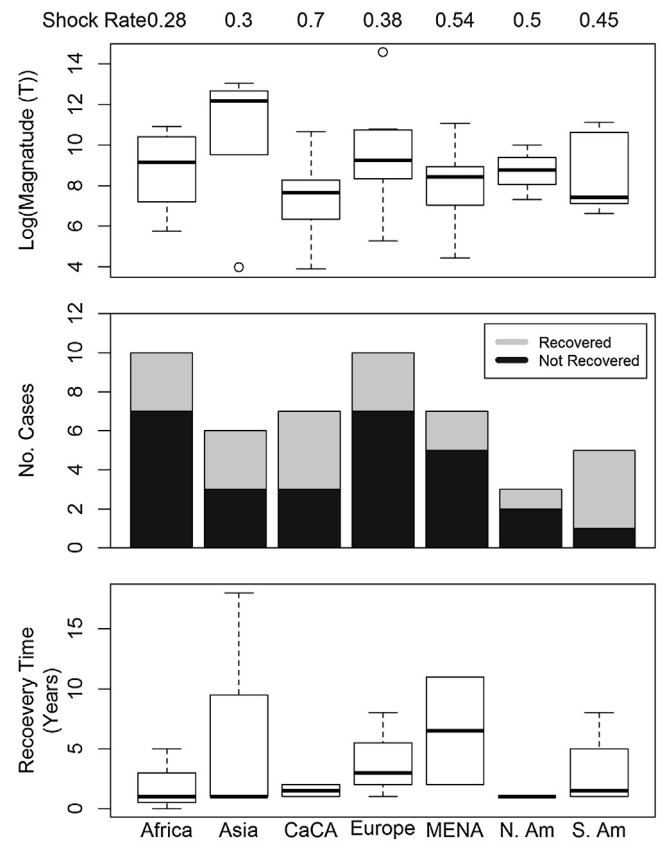 Shock Rate0.28 0.3 0.7 0.38 0.54 0.5 0.45
Log(Magnatude (T))
14
12
10
8
6
4
No. Cases
12
10
8
6
4
2
0
Recovered
Not Recovered
Recoevery Time
(Years)
15
10
5
0
Africa Asia CaCA Europe MENA N. Am S. Am